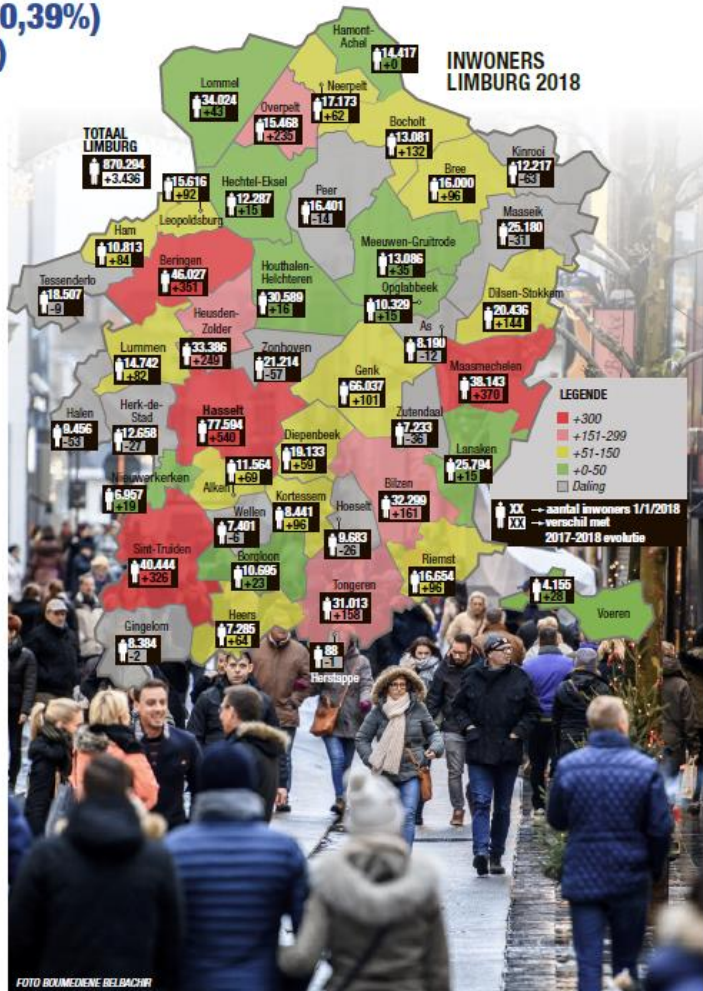 0,39%)
)
INWONERS
LIMBURG 2018
Hamont-
Achel
14.417
+0
Lommel
34.024
+43
Overpelt
15.468
+235
Neerpelt
17.173
+62
Bocholt
13.081
+132
TOTAAL
LIMBURG
870.294
+3.436
Kinrooi
12.217
-63
Bree
16.000
+96
15.616
+92
Leopoldsburg
Hechtel-Eksel
12.287
+15
Peer
16.401
-14
Maaseik
25.180
-31
Ham
10.813
+84
Meeuwen-Gruitrode
13.086
+35
Beringen
46.027
+351
Houthalen-
Helchteren
30.589
+16
Opglabbeek
10.329
+15
Tessenderlo
18.507
-9
Dilsen-Stokkem
20.436
+144
Heusden-
Zolder
33.386
+249
As
8.190
-12
Lummen
14.742
+82
Zonhoven
21.214
-57
Genk
66.037
+101
Maasmechelen
38.143
+370
LEGENDE
+300
+151-299
+51-150
+0-50
Daling
XX → aantal inwoners 1/1/2018
XX → verschil met
2017-2018 evolutie
Halen
9.456
-53
Herk-de-
Stad
12.658
-27
Hasselt
77.594
+540
Zutendaal
7.233
-36
Diepenbeek
19.133
+59
Lanaken
25.794
+15
Nieuwerkerken
6.957
+19
Alken
11.564
+69
Kortessem
8.441
+96
Hoeselt
9.683
-26
Bilzen
32.299
+161
Wellen
7.401
-6
Sint-Truiden
40.444
+326
Borgloon
10.695
+23
Riemst
16.654
+96
Tongeren
31.013
+158
4.155
+28
Voeren
Gingelom
8.384
-2
Heers
7.285
+64
88
-1
Herstappe
FOTO BOUMEDIENE BELBACHIR